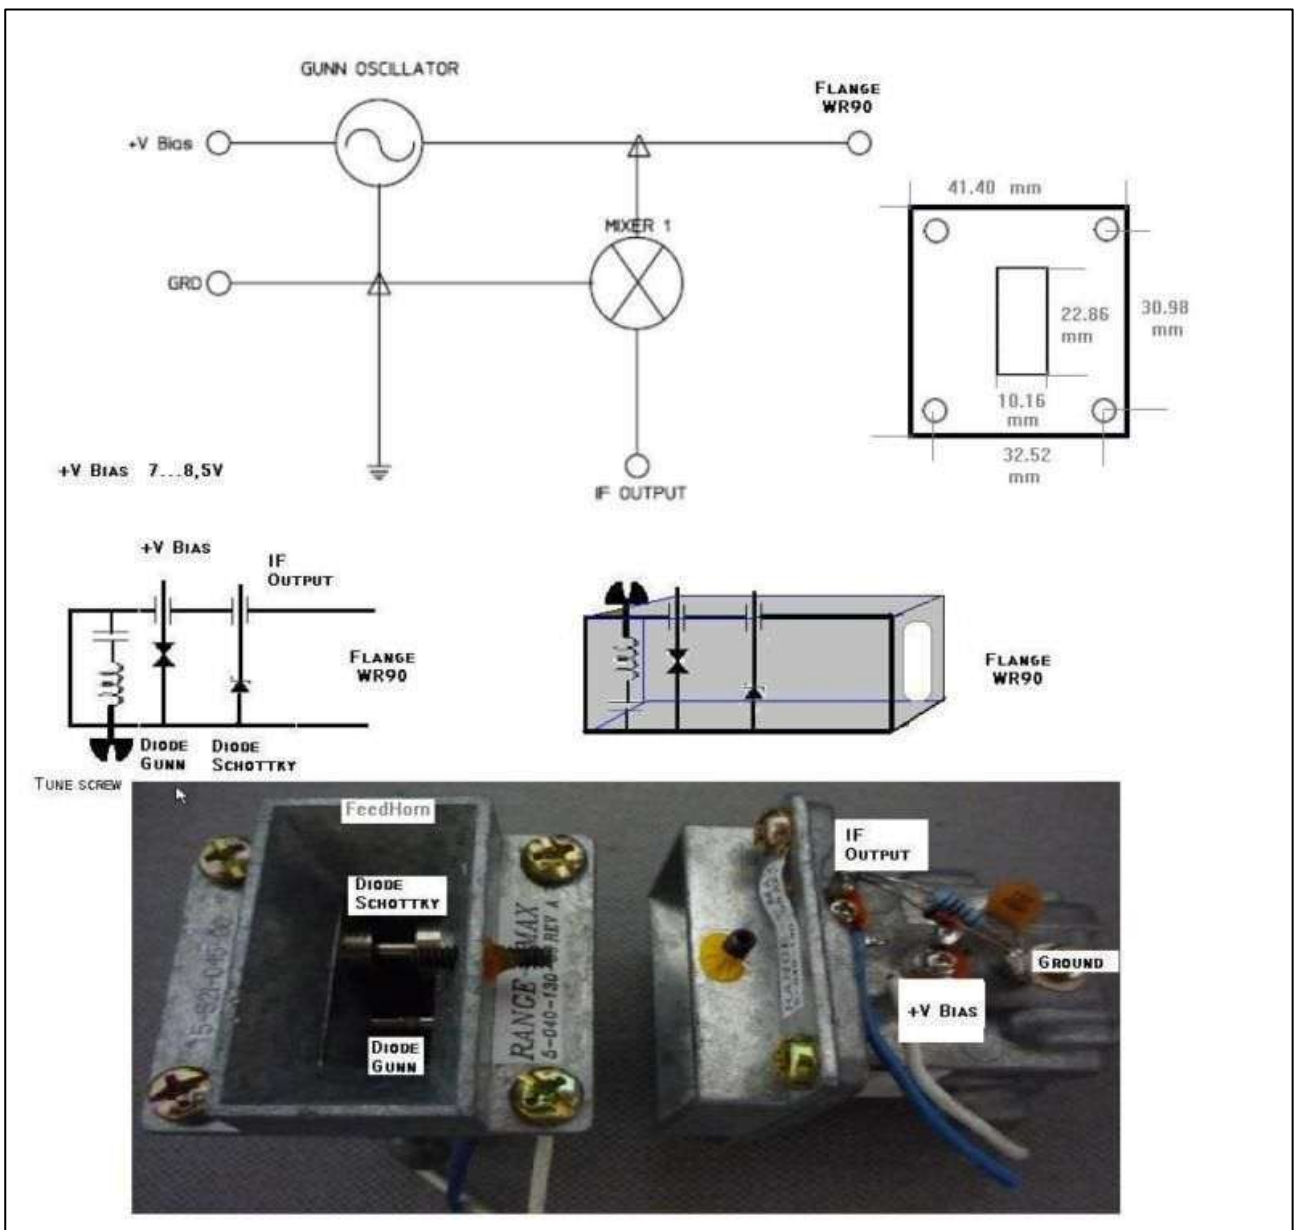 GUNN OSCILLATOR
FLANGE
WR90
+V Bias
41.40 mm
MIXER 1
GRD
22.86
mm
30.98
mm
10.16
mm
32.52
mm
+V BIAS 7...8,5V
IF OUTPUT
+V BIAS
IF
OUTPUT
FLANGE
WR90
FLANGE
WR90
DIODE
GUNN
DIODE
SCHOTTKY
TUNE SCREW
FeedHorn
IF
OUTPUT
DIODE
SCHOTTKY
GROUND
+V BIAS
DIODE
GUNN
RANGE MAX
REV A